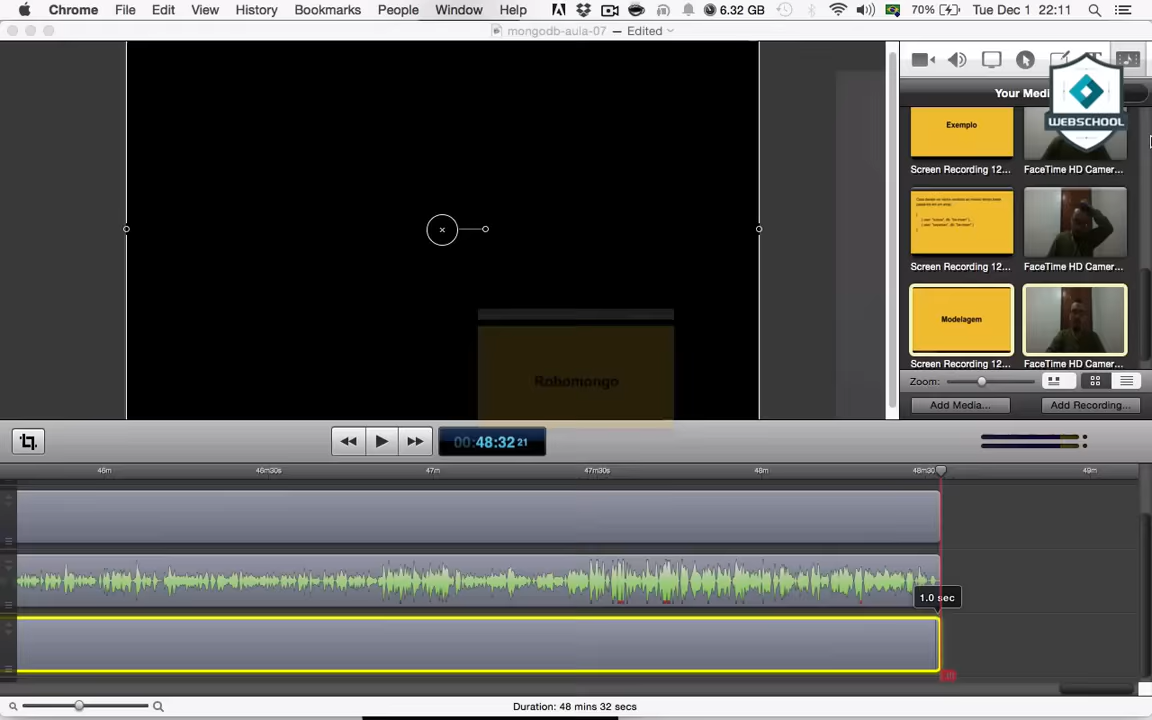 Chrome File Edit View History Bookmarks People Window Help 6.32 GB 70% Tue Dec 1 22:11
mongodb-aula-07 — Edited
Your Medi
WEBSCHOOL
Exemplo
Screen Recording 12... FaceTime HD Camer...
Screen Recording 12... FaceTime HD Camer...
Modelagem
Screen Recording 12... FaceTime HD Camer...
Robomongo
Zoom:
Add Media... Add Recording...
00:48:32 21
46m 46m30s 47m 47m30s 48m 48m30 49m
1.0 sec
Duration: 48 mins 32 secs